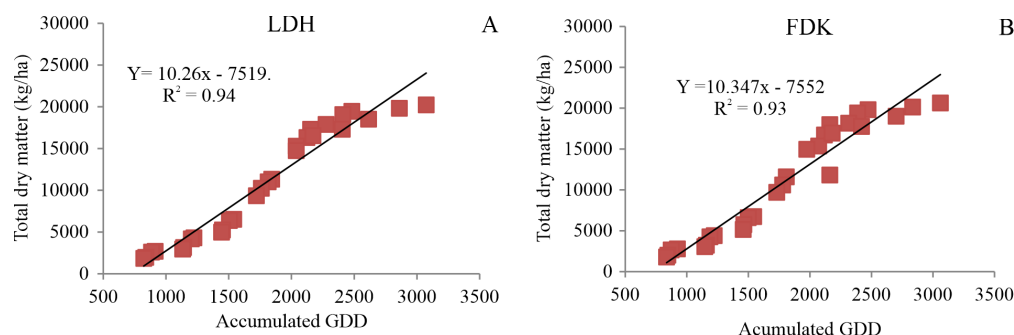 LDH
A
30000
25000
20000
15000
10000
5000
0
Total dry matter (kg/ha)
Y= 10.26x - 7519.
R² = 0.94
500 1000 1500 2000 2500 3000 3500
Accumulated GDD
FDK
B
30000
25000
20000
15000
10000
5000
0
Total dry matter (kg/ha)
Y =10.347x - 7552
R² = 0.93
500 1000 1500 2000 2500 3000 3500
Accumulated GDD